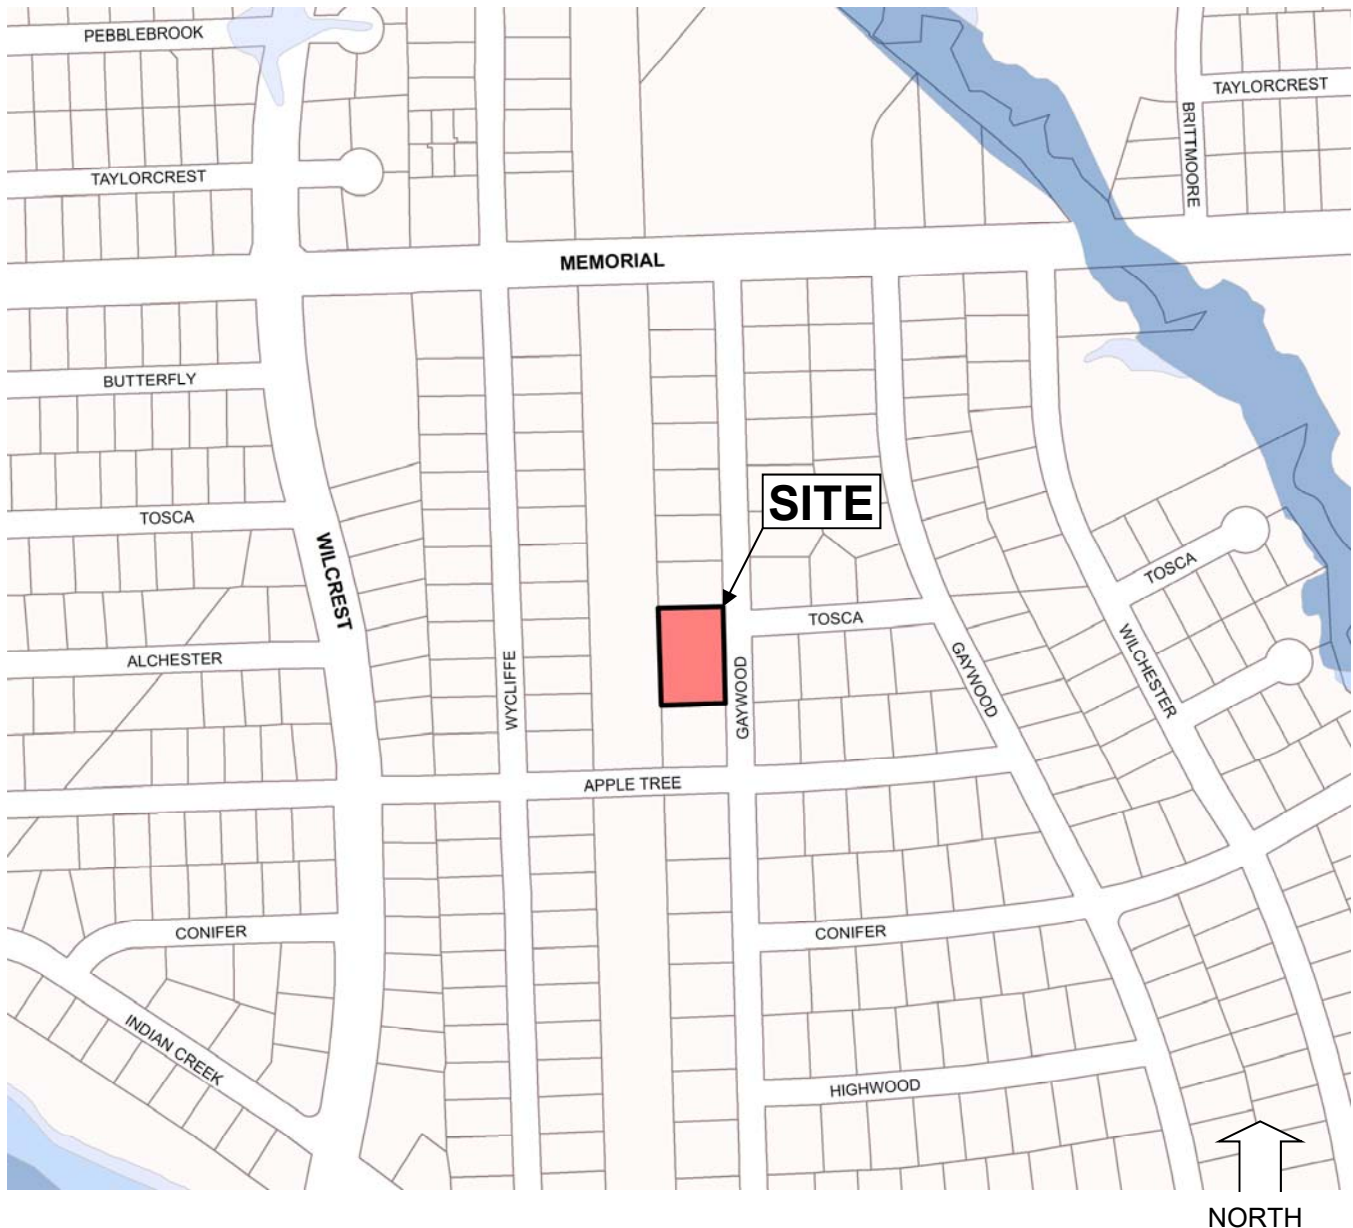 PEBBLEBROOK
TAYLORCREST
BRITTMOORE
TAYLORCREST
MEMORIAL
BUTTERFLY
SITE
TOSCA
WILCREST
TOSCA
TOSCA
ALCHESTER
WYCLIFFE
GAYWOOD
GAYWOOD
WILCHESTER
APPLE TREE
CONIFER
CONIFER
INDIAN CREEK
HIGHWOOD
NORTH